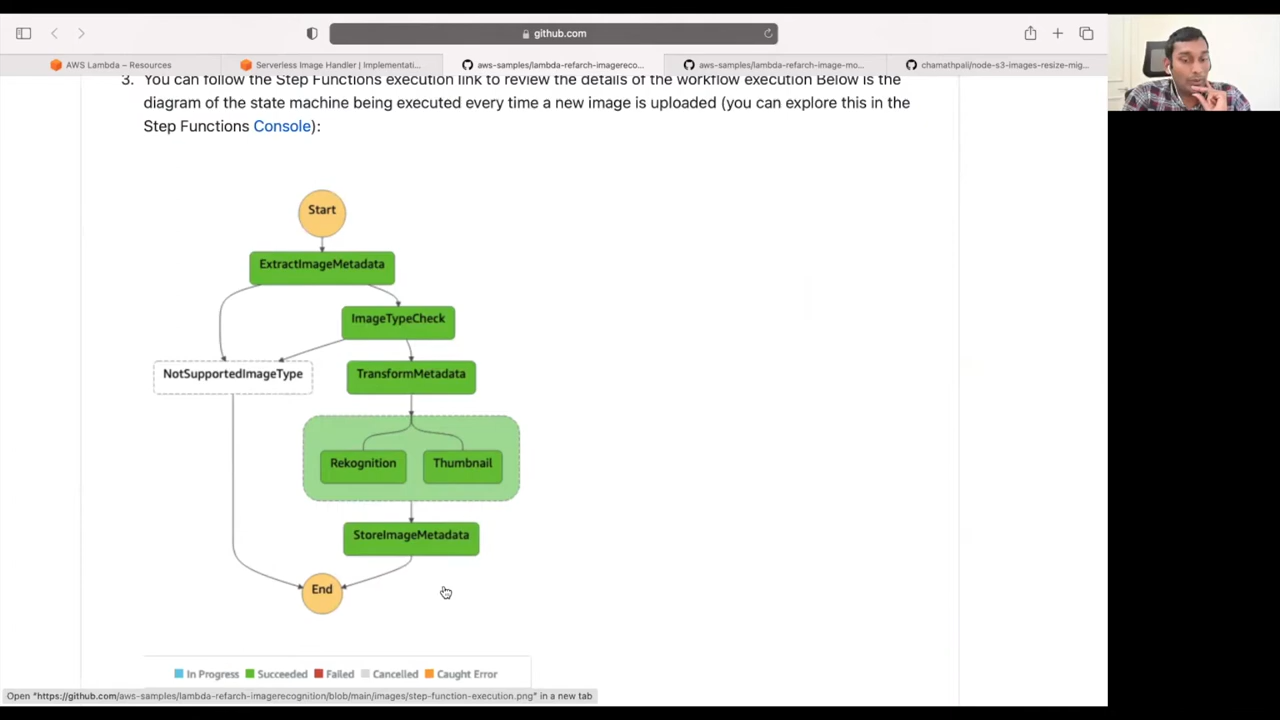 github.com
AWS Lambda – Resources
Serverless Image Handler | Implementati...
aws-samples/lambda-refarch-imagereco...
aws-samples/lambda-refarch-image-mo...
chamathpali/node-s3-images-resize-mig...
3. You can follow the Step Functions execution link to review the details of the workflow execution Below is the
diagram of the state machine being executed every time a new image is uploaded (you can explore this in the
Step Functions Console):
Start
ExtractImageMetadata
ImageTypeCheck
NotSupportedImageType
TransformMetadata
Rekognition
Thumbnail
StoreImageMetadata
End
In Progress
Succeeded
Failed
Cancelled
Caught Error
Open "https://github.com/aws-samples/lambda-refarch-imagerecognition/blob/main/images/step-function-execution.png" in a new tab